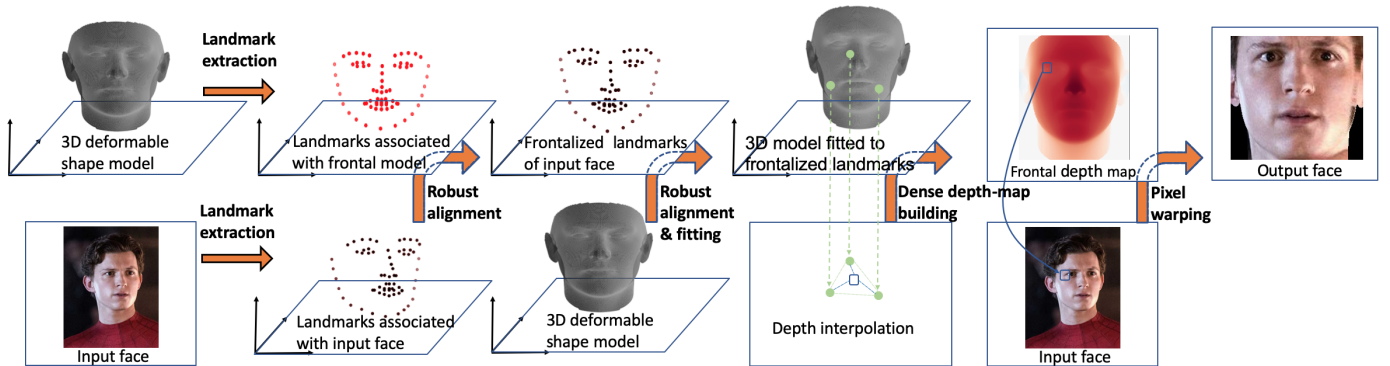 Landmark
extraction
3D deformable
shape model
Landmarks associated
with frontal model
Robust
alignment
Frontalized landmarks
of input face
Robust
alignment
& fitting
3D model fitted to
frontalized landmarks
Dense depth-map
building
Frontal depth map
Pixel
warping
Output face
Landmark
extraction
Input face
Landmarks associated
with input face
3D deformable
shape model
Depth interpolation
Input face